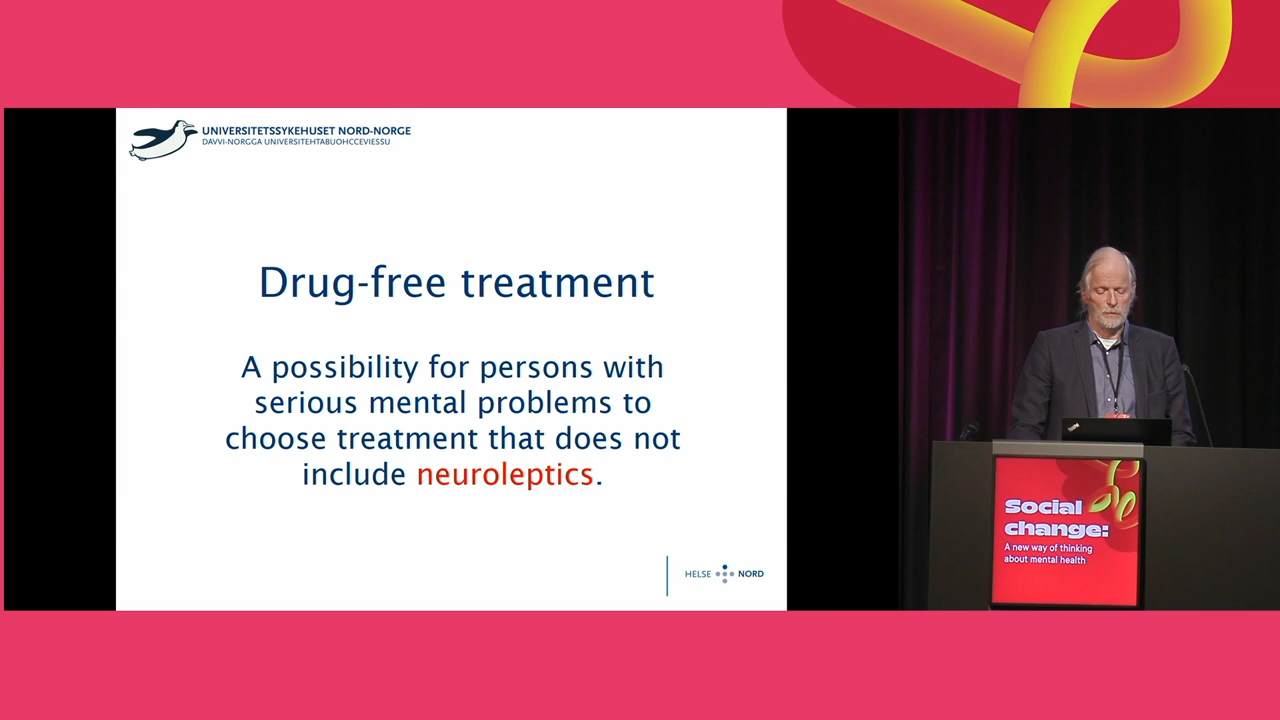 UNIVERSITETSSYKEHUSET NORD-NORGE
DAVVI-NORGGA UNIVERSITEHTABUOHCCEVIESSU
Drug-free treatment
A possibility for persons with
serious mental problems to
choose treatment that does not
include neuroleptics.
HELSE NORD
Social
change:
A new way of thinking
about mental health